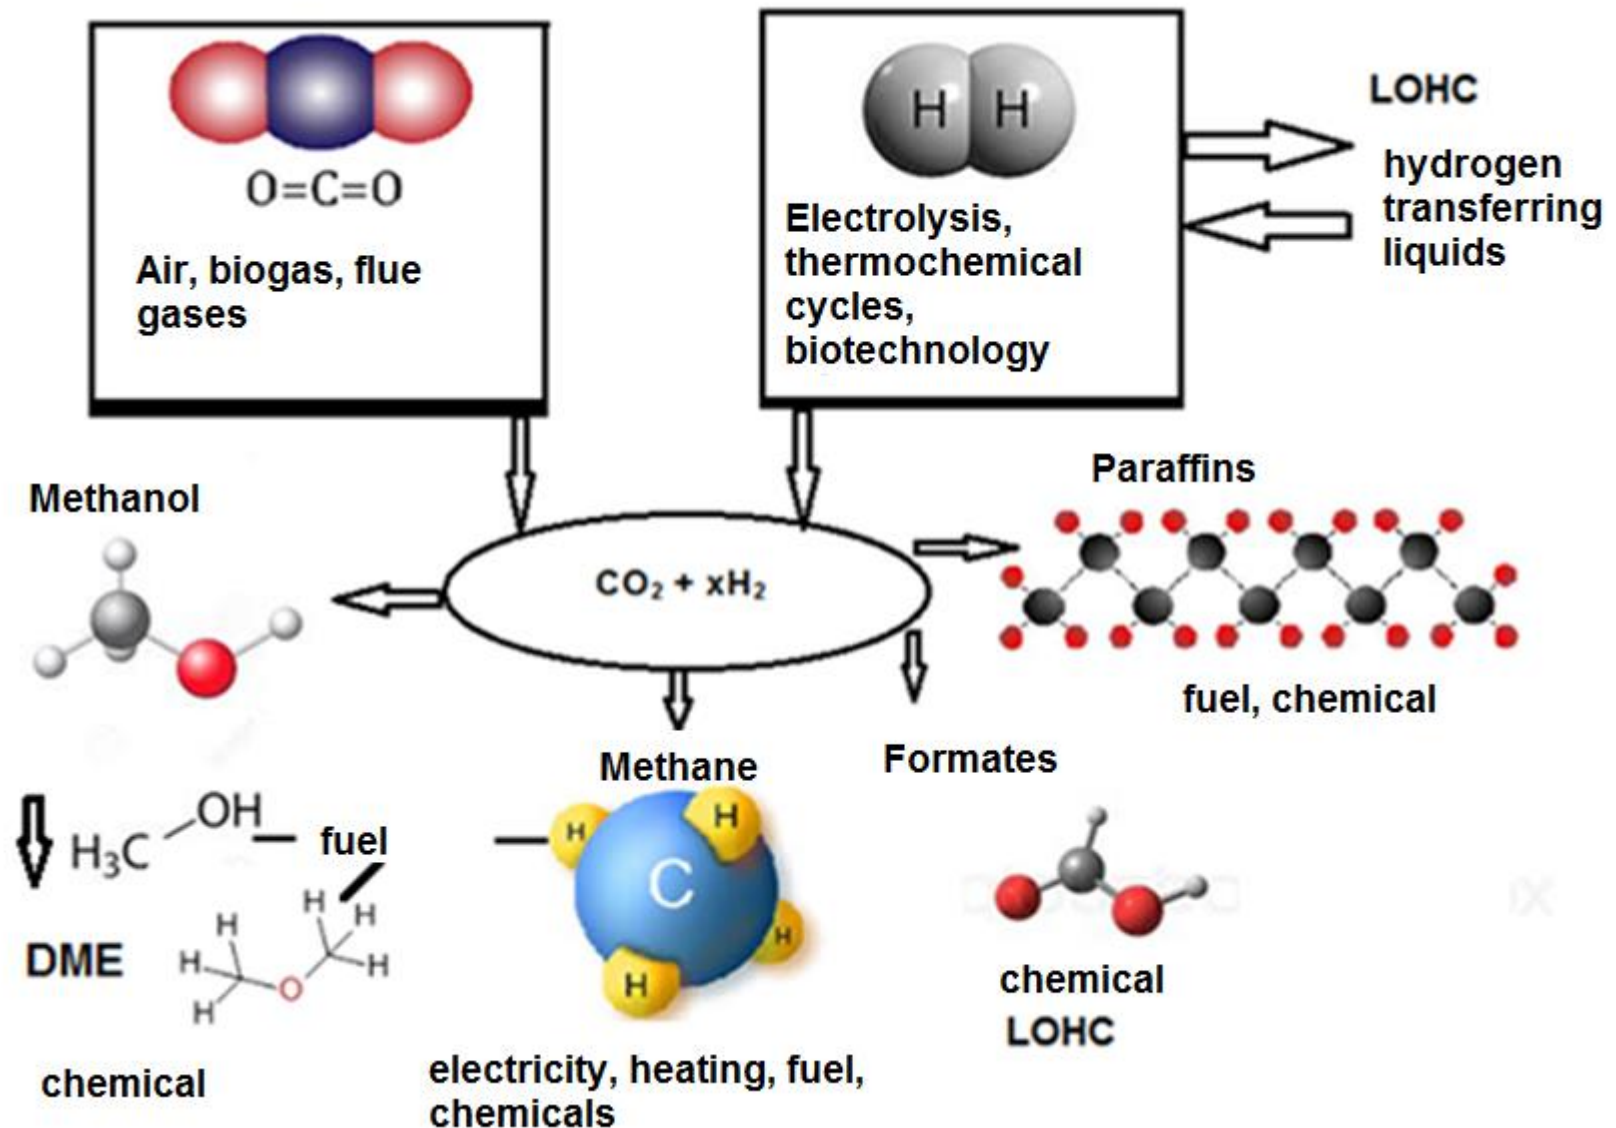 O=C=O
Air, biogas, flue
gases
H H
Electrolysis,
thermochemical
cycles,
biotechnology
LOHC
hydrogen
transferring
liquids
Methanol
CO₂ + xH₂
Paraffins
fuel, chemical
H₃C OH
fuel
DME
H
H
H
O
H
H
H
chemical
Methane
H
H
C
H
H
electricity, heating, fuel,
chemicals
Formates
chemical
LOHC